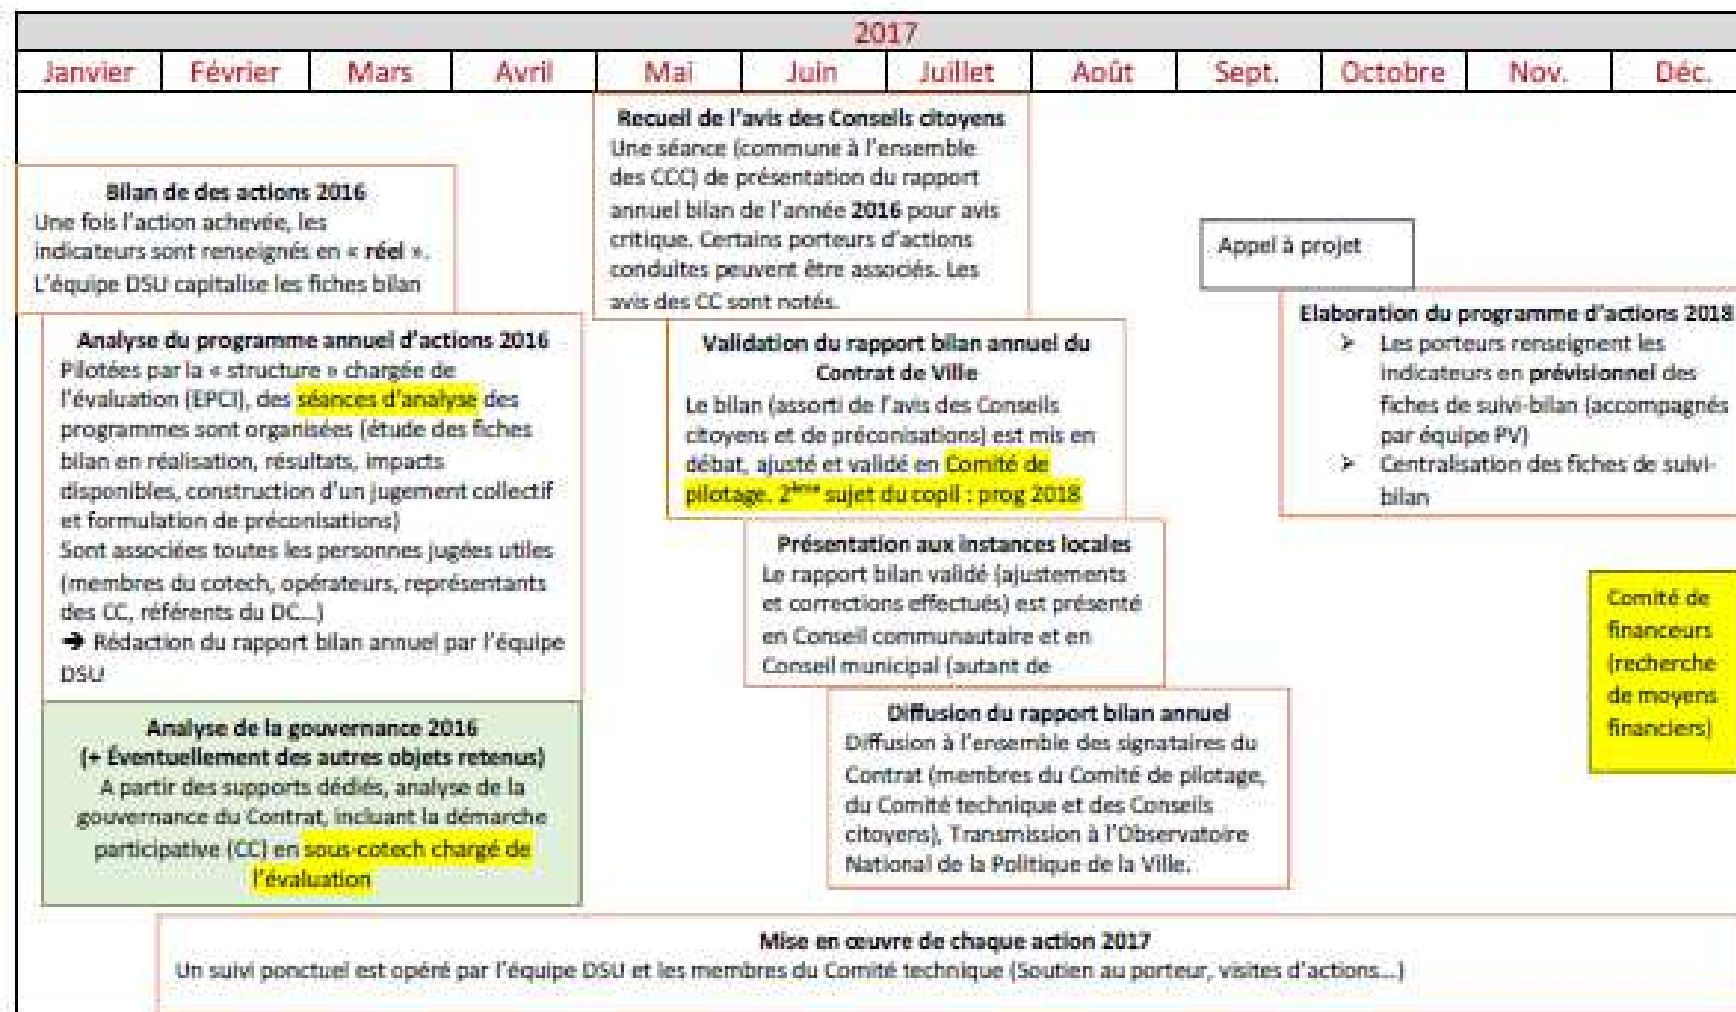 2017
Janvier Février Mars Avril Mai Juin Juillet Août Sept. Octobre Nov. Déc.
Recueil de l'avis des Conseils citoyens
Une séance (commune à l'ensemble
des CCC) de présentation du rapport
annuel bilan de l'année 2016 pour avis
critique. Certains porteurs d'actions
conduites peuvent être associés. Les
avis des CC sont notés.
Bilan de des actions 2016
Une fois l'action achevée, les
indicateurs sont renseignés en « réel ».
L'équipe DSU capitalise les fiches bilan
Appel à projet
Analyse du programme annuel d'actions 2016
Pilotées par la « structure » chargée de
l'évaluation (EPCI), des séances d'analyse des
programmes sont organisées (étude des fiches
bilan en réalisation, résultats, impacts
disponibles, construction d'un jugement collectif
et formulation de préconisations)
Sont associées toutes les personnes jugées utiles
(membres du cotech, opérateurs, représentants
des CC, référents du DC...)
➔ Rédaction du rapport bilan annuel par l'équipe
DSU
Validation du rapport bilan annuel du
Contrat de Ville
Le bilan (assorti de l'avis des Conseils
citoyens et de préconisations) est mis en
débat, ajusté et validé en Comité de
pilotage. 2ème sujet du copil : prog 2018
Elaboration du programme d'actions 2018
➢ Les porteurs renseignent les
indicateurs en prévisionnel des
fiches de suivi-bilan (accompagnés
par équipe PV)
➢ Centralisation des fiches de suivi-
bilan
Présentation aux instances locales
Le rapport bilan validé (ajustements
et corrections effectués) est présenté
en Conseil communautaire et en
Conseil municipal (autant de
Comité de
financeurs
(recherche
de moyens
financiers)
Analyse de la gouvernance 2016
(+ Éventuellement des autres objets retenus)
A partir des supports dédiés, analyse de la
gouvernance du Contrat, incluant la démarche
participative (CC) en sous-cotech chargé de
l'évaluation
Diffusion du rapport bilan annuel
Diffusion à l'ensemble des signataires du
Contrat (membres du Comité de pilotage,
du Comité technique et des Conseils
citoyens), Transmission à l'Observatoire
National de la Politique de la Ville.
Mise en œuvre de chaque action 2017
Un suivi ponctuel est opéré par l'équipe DSU et les membres du Comité technique (Soutien au porteur, visites d'actions...)